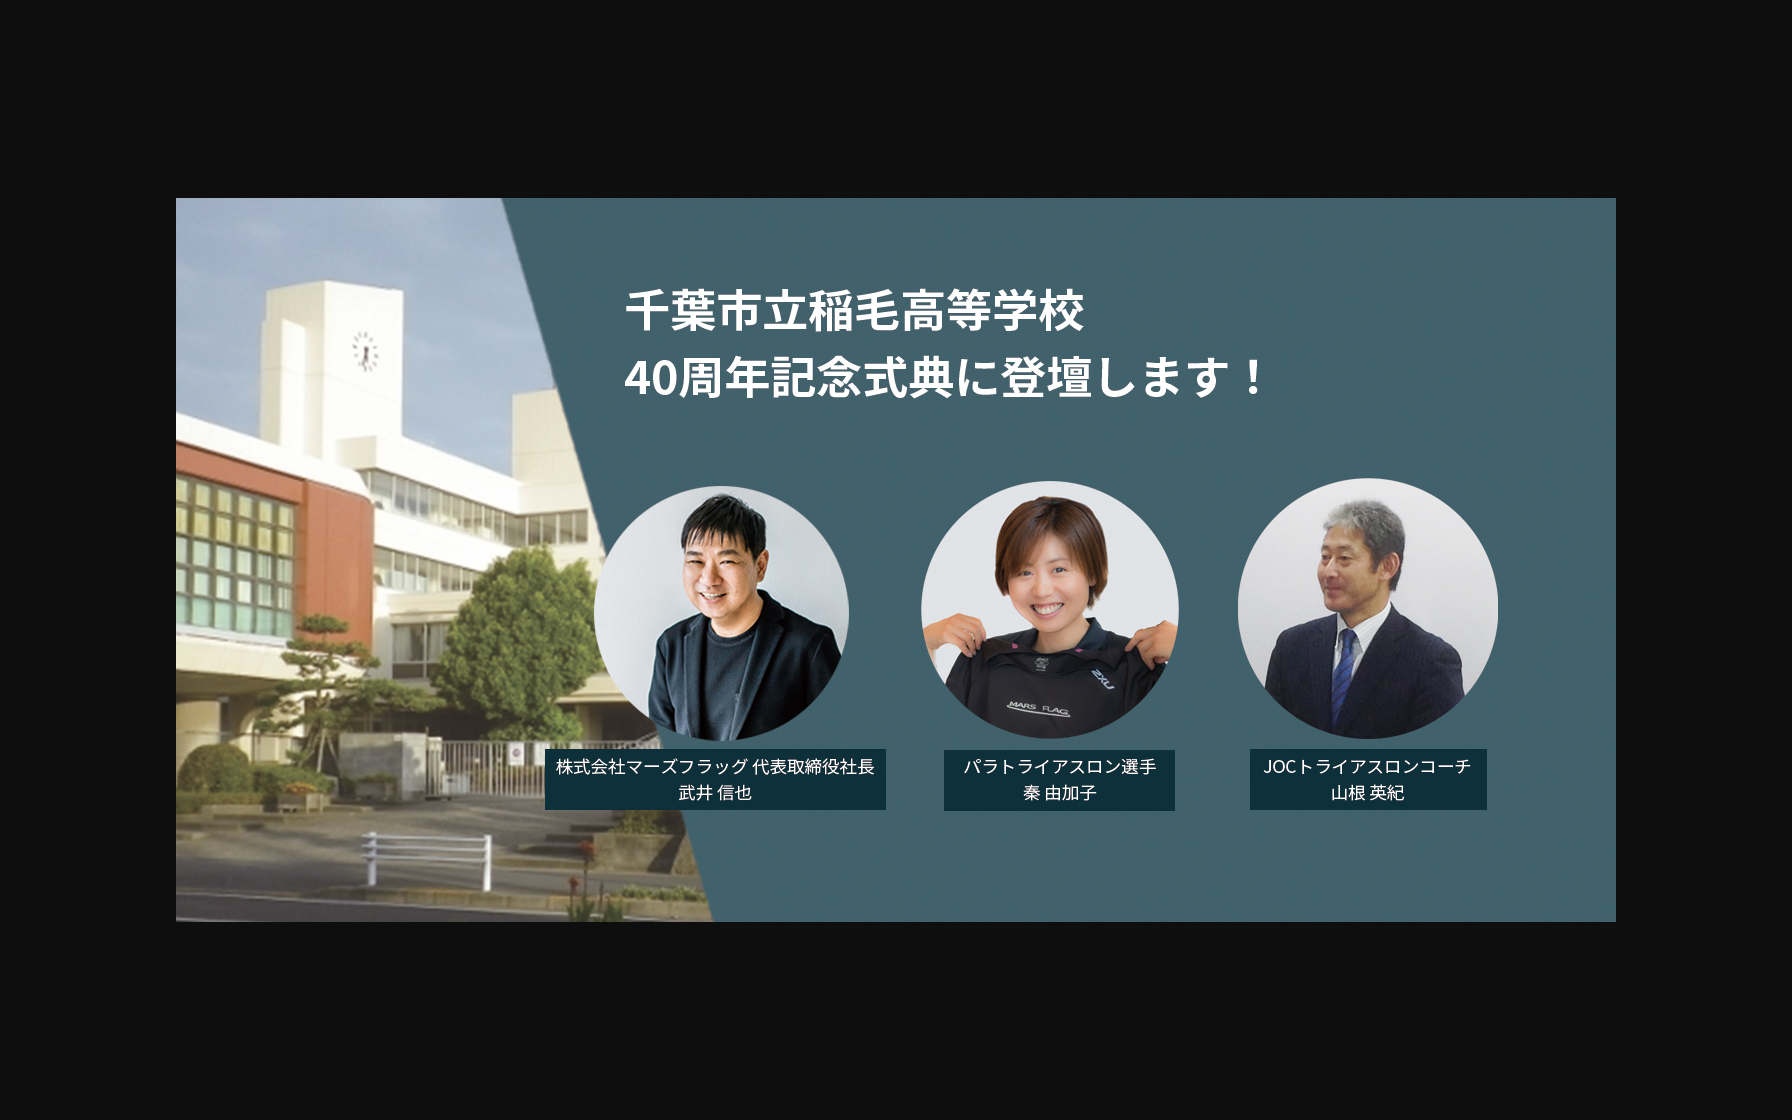 千葉市立稲毛高等学校
40周年記念式典に登壇します！
2XU
MARS FLAG
株式会社マーズフラッグ 代表取締役社長
武井 信也
パラトライアスロン選手
秦 由加子
JOCトライアスロンコーチ
山根 英紀